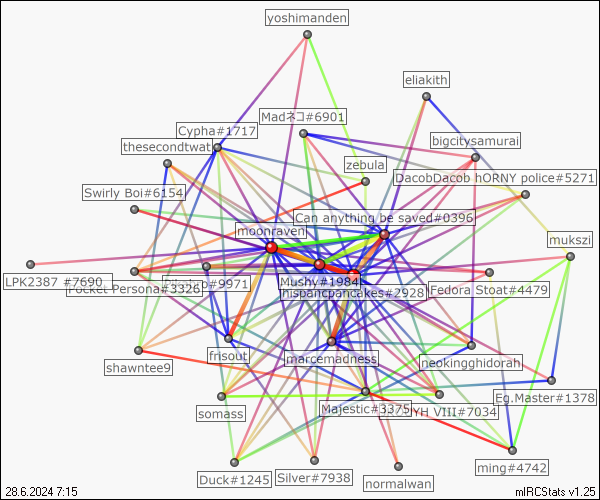 yoshimanden
eliakith
Madネコ#6901
Cypha#1717
bigcitysamurai
thesecondtwat
zebula
DacobDacob hORNY police#5271
Swirly Boi#6154
Can anything be saved#0396
moonraven
mukszi
LPK2387 #7690
Mushy#1984
#9971
Fedora Stoat#4479
Pocket Persona#3326
hispancpancakes#2928
frisout
marcemadness
neokingghidorah
shawntee9
Eg.Master#1378
somass
Majestic#3375
YH VIII#7034
ming#4742
Duck#1245
Silver#7938
normalwan
28.6.2024 7:15
mIRCStats v1.25